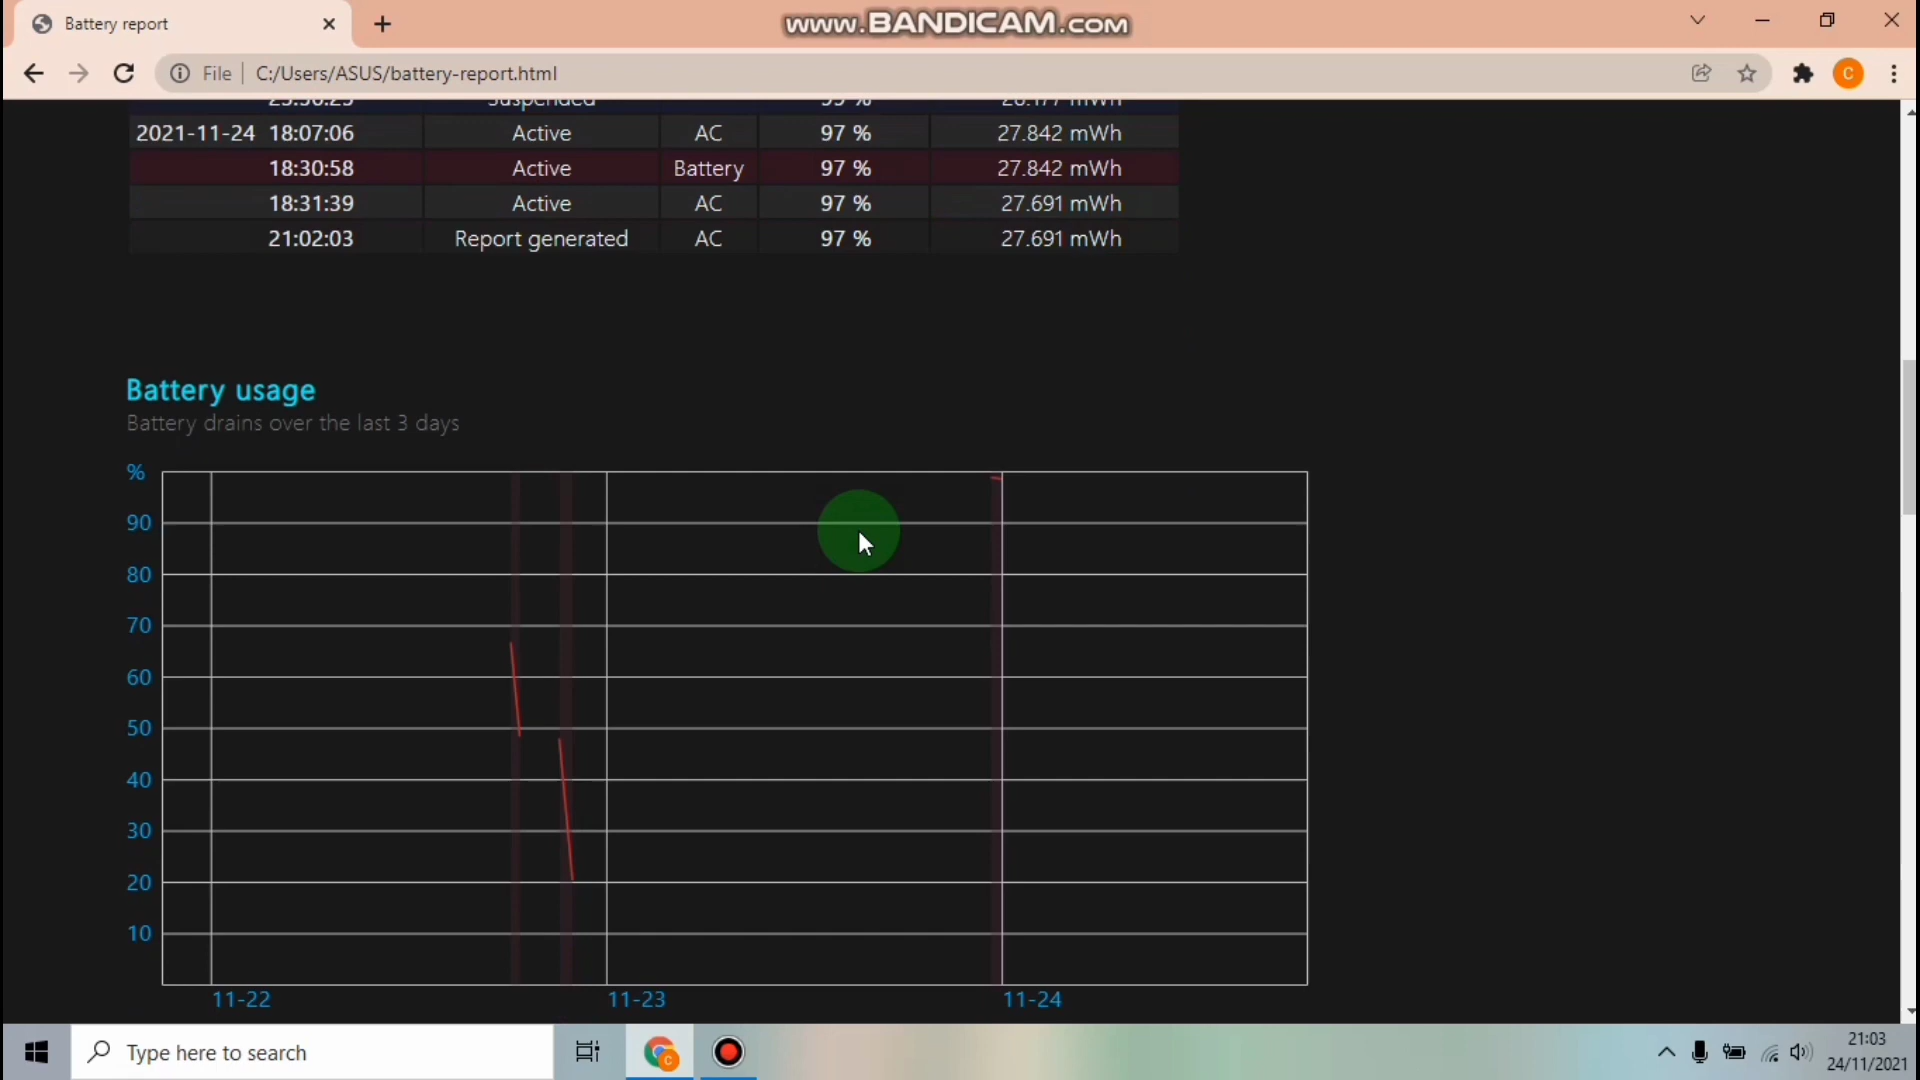 Battery report
www.BANDICAM.com
File
C:/Users/ASUS/battery-report.html
C
Suspended
2021-11-24 18:07:06 Active AC 97 % 27.842 mWh
18:30:58 Active Battery 97 % 27.842 mWh
18:31:39 Active AC 97 % 27.691 mWh
21:02:03 Report generated AC 97 % 27.691 mWh
Battery usage
Battery drains over the last 3 days
%
90
80
70
60
50
40
30
20
10
11-22 11-23 11-24
Type here to search
C
21:03
24/11/2021